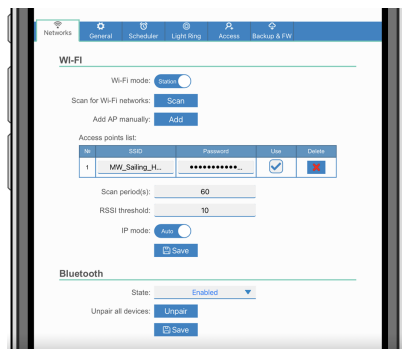 Networks General Scheduler Light Ring Access Backup & FW
WI-FI
Wi-Fi mode: Station
Scan for Wi-Fi networks: Scan
Add AP manually: Add
Access points list:
№ SSID Password Use Delete
1 MW_Sailing_H... ●●●●●●●●●●●...
Scan period(s): 60
RSSI threshold: 10
IP mode: Auto
Save
Bluetooth
State: Enabled
Unpair all devices: Unpair
Save